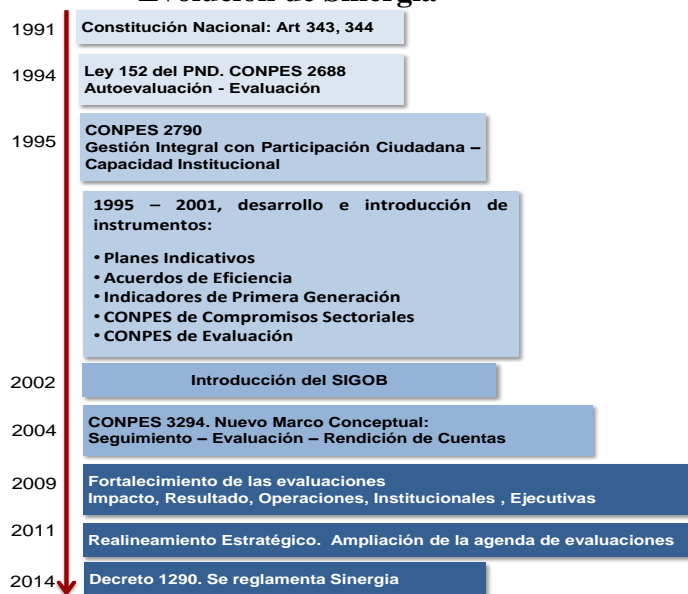 Evolución de Sinergia
1991
Constitución Nacional: Art 343, 344
1994
Ley 152 del PND. CONPES 2688
Autoevaluación - Evaluación
1995
CONPES 2790
Gestión Integral con Participación Ciudadana –
Capacidad Institucional
1995 – 2001, desarrollo e introducción de
instrumentos:
• Planes Indicativos
• Acuerdos de Eficiencia
• Indicadores de Primera Generación
• CONPES de Compromisos Sectoriales
• CONPES de Evaluación
2002
Introducción del SIGOB
2004
CONPES 3294. Nuevo Marco Conceptual:
Seguimiento – Evaluación – Rendición de Cuentas
2009
Fortalecimiento de las evaluaciones
Impacto, Resultado, Operaciones, Institucionales , Ejecutivas
2011
Realineamiento Estratégico. Ampliación de la agenda de evaluaciones
2014
Decreto 1290. Se reglamenta Sinergia